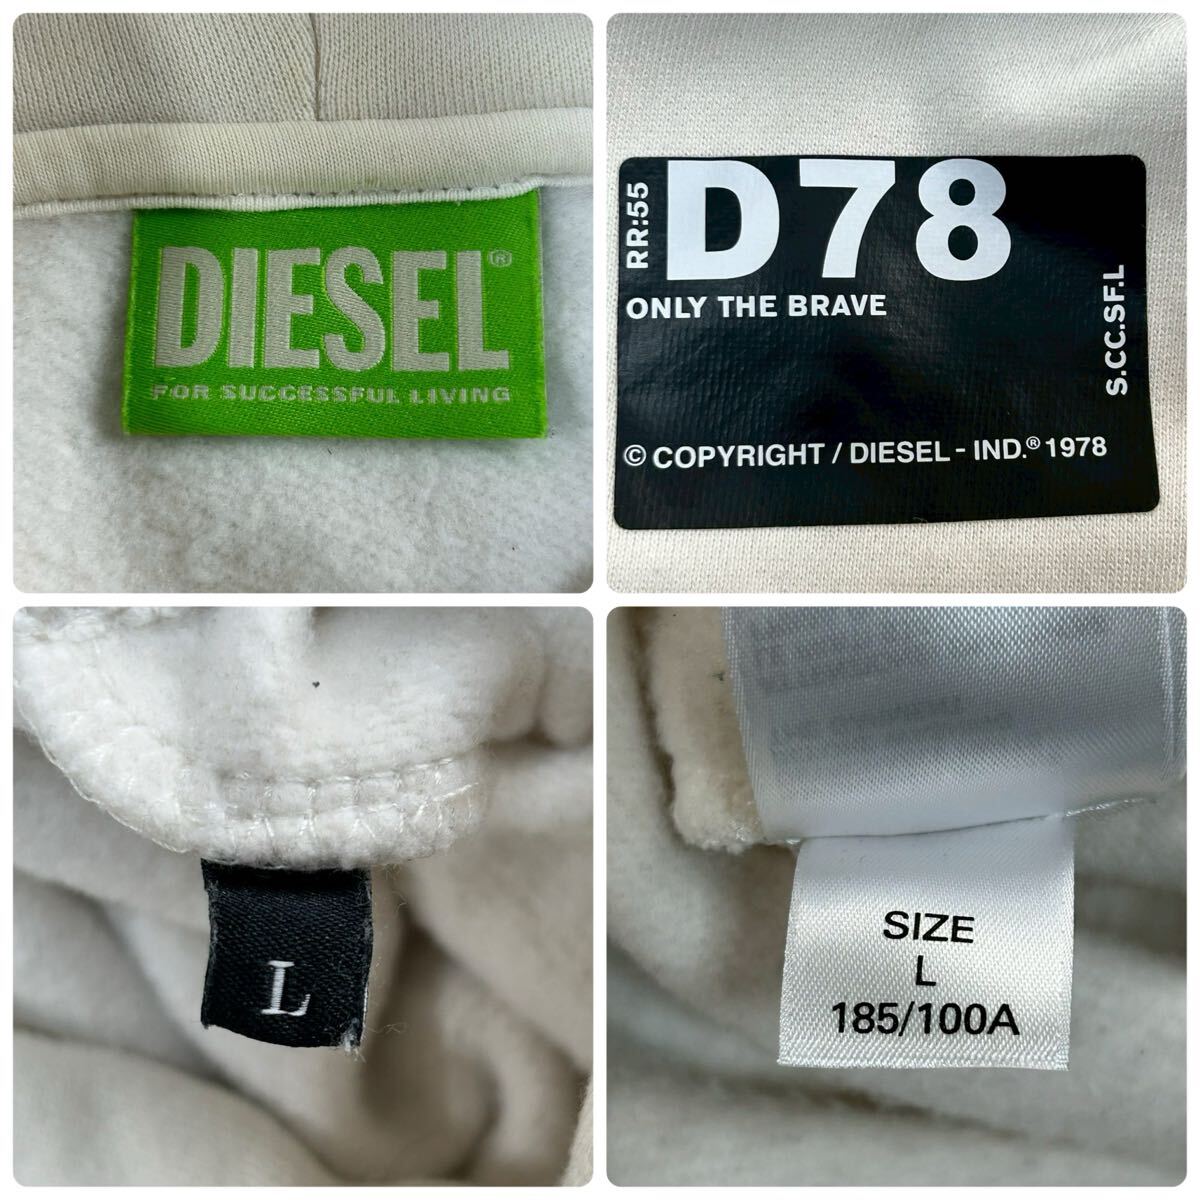 DIESEL®
FOR SUCCESSFUL LIVING
RR:55
D78
ONLY THE BRAVE
S.CC.SF.L
© COPYRIGHT / DIESEL - IND.® 1978
L
SIZE
L
185/100A